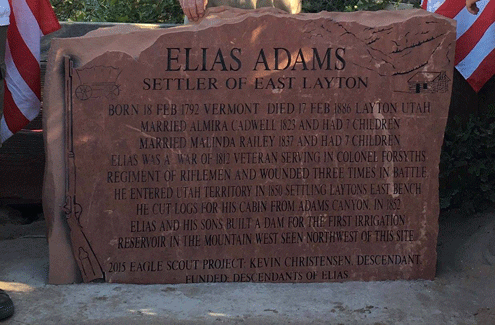 ELIAS ADAMS
SETTLER OF EAST LAYTON
BORN 18 FEB 1792 VERMONT DIED 17 FEB 1886 LAYTON UTAH
MARRIED ALMIRA CADWELL 1823 AND HAD 7 CHILDREN
MARRIED MALINDA RAILEY 1837 AND HAD 7 CHILDREN
ELIAS WAS A WAR OF 1812 VETERAN SERVING IN COLONEL FORSYTHS
REGIMENT OF RIFLEMEN AND WOUNDED THREE TIMES IN BATTLE
HE ENTERED UTAH TERRITORY IN 1850 SETTLING LAYTONS EAST BENCH
HE CUT LOGS FOR HIS CABIN FROM ADAMS CANYON IN 1852
ELIAS AND HIS SONS BUILT A DAM FOR THE FIRST IRRIGATION
RESERVOIR IN THE MOUNTAIN WEST SEEN NORTHWEST OF THIS SITE
2015 EAGLE SCOUT PROJECT KEVIN CHRISTENSEN, DESCENDANT
FUNDED: DESCENDANTS OF ELIAS